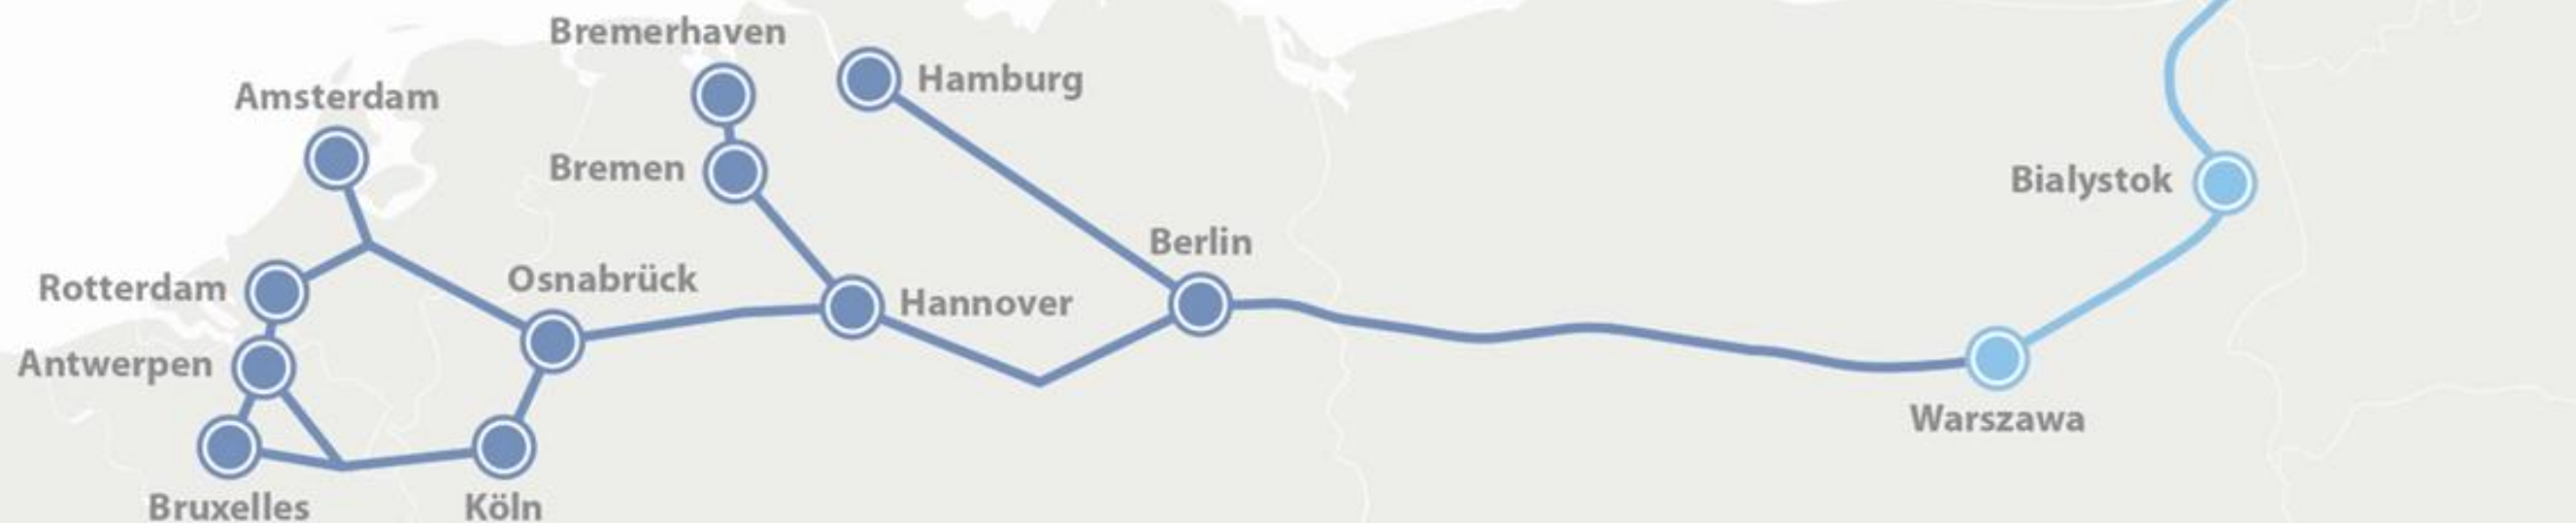 Bremerhaven
Hamburg
Amsterdam
Bremen
Bialystok
Berlin
Osnabrück
Rotterdam
Hannover
Antwerpen
Warszawa
Bruxelles
Köln